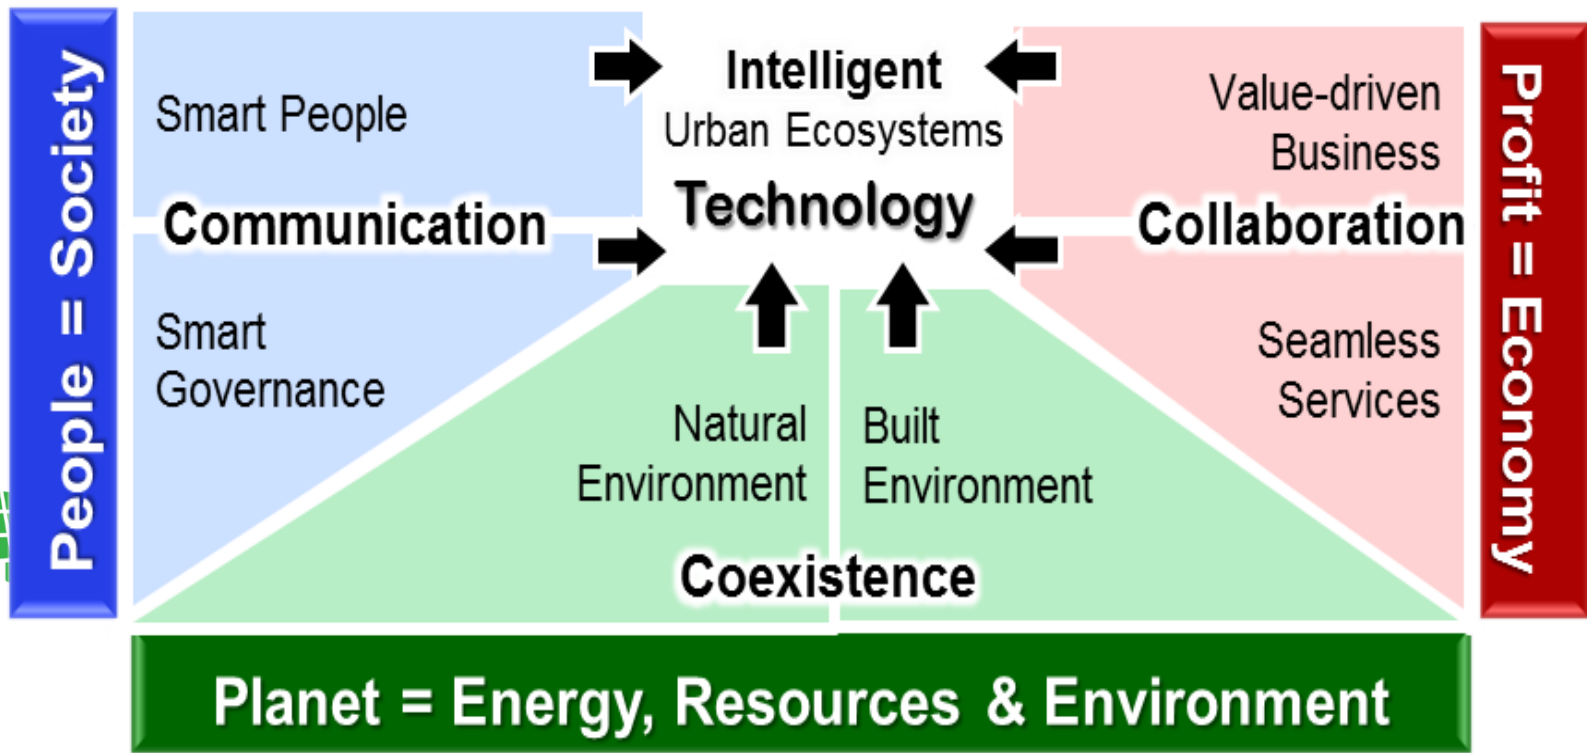 People = Society
Smart People
Communication
Smart
Governance
Intelligent
Urban Ecosystems
Technology
Value-driven
Business
Collaboration
Seamless
Services
Profit = Economy
Natural
Environment
Built
Environment
Coexistence
Planet = Energy, Resources & Environment